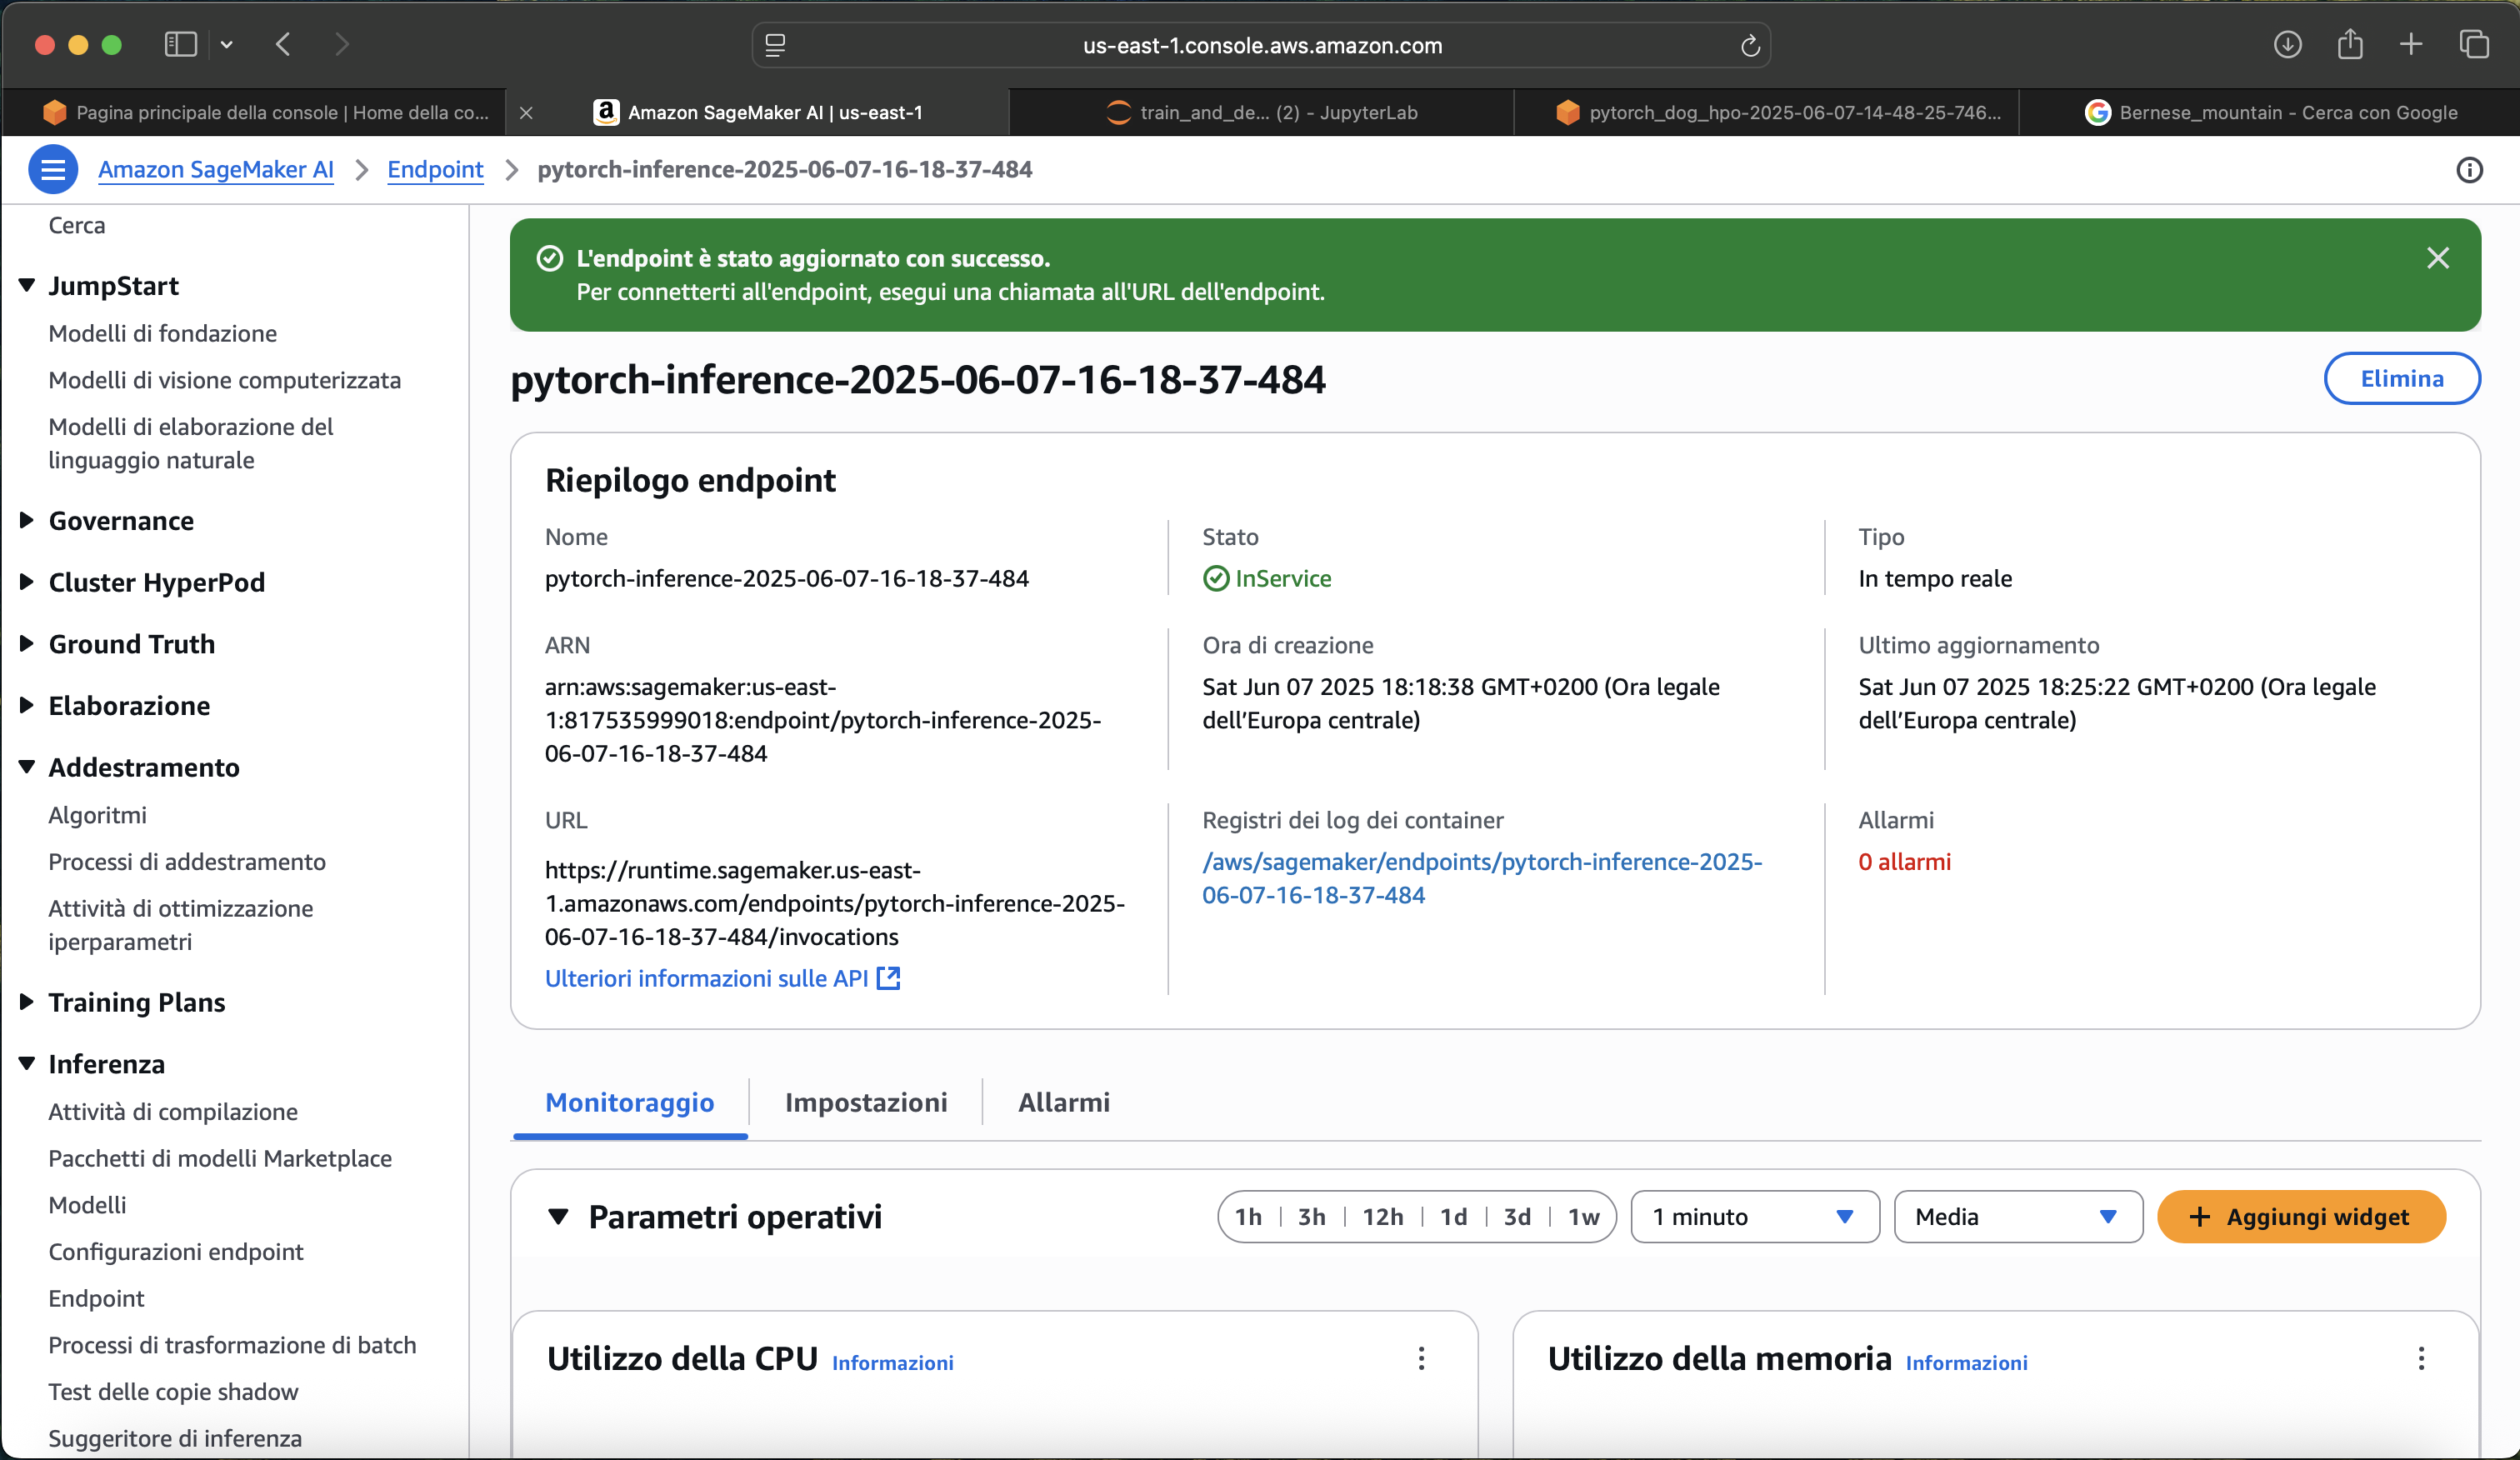 us-east-1.console.aws.amazon.com
Pagina principale della console | Home della co...
Amazon SageMaker AI | us-east-1
train_and_de... (2) - JupyterLab
pytorch_dog_hpo-2025-06-07-14-48-25-746...
Bernese_mountain - Cerca con Google
Amazon SageMaker AI
Endpoint
pytorch-inference-2025-06-07-16-18-37-484
Cerca
JumpStart
Modelli di fondazione
Modelli di visione computerizzata
Modelli di elaborazione del
linguaggio naturale
Governance
Cluster HyperPod
Ground Truth
Elaborazione
Addestramento
Algoritmi
Processi di addestramento
Attività di ottimizzazione
iperparametri
Training Plans
Inferenza
Attività di compilazione
Pacchetti di modelli Marketplace
Modelli
Configurazioni endpoint
Endpoint
Processi di trasformazione di batch
Test delle copie shadow
Suggeritore di inferenza
L'endpoint è stato aggiornato con successo.
Per connetterti all'endpoint, esegui una chiamata all'URL dell'endpoint.
pytorch-inference-2025-06-07-16-18-37-484
Elimina
Riepilogo endpoint
Nome
pytorch-inference-2025-06-07-16-18-37-484
Stato
InService
Tipo
In tempo reale
ARN
arn:aws:sagemaker:us-east-
1:817535999018:endpoint/pytorch-inference-2025-
06-07-16-18-37-484
Ora di creazione
Sat Jun 07 2025 18:18:38 GMT+0200 (Ora legale
dell’Europa centrale)
Ultimo aggiornamento
Sat Jun 07 2025 18:25:22 GMT+0200 (Ora legale
dell’Europa centrale)
URL
https://runtime.sagemaker.us-east-
1.amazonaws.com/endpoints/pytorch-inference-2025-
06-07-16-18-37-484/invocations
Ulteriori informazioni sulle API
Registri dei log dei container
/aws/sagemaker/endpoints/pytorch-inference-2025-
06-07-16-18-37-484
Allarmi
0 allarmi
Monitoraggio
Impostazioni
Allarmi
Parametri operativi
1h
3h
12h
1d
3d
1w
1 minuto
Media
Aggiungi widget
Utilizzo della CPU Informazioni
Utilizzo della memoria Informazioni